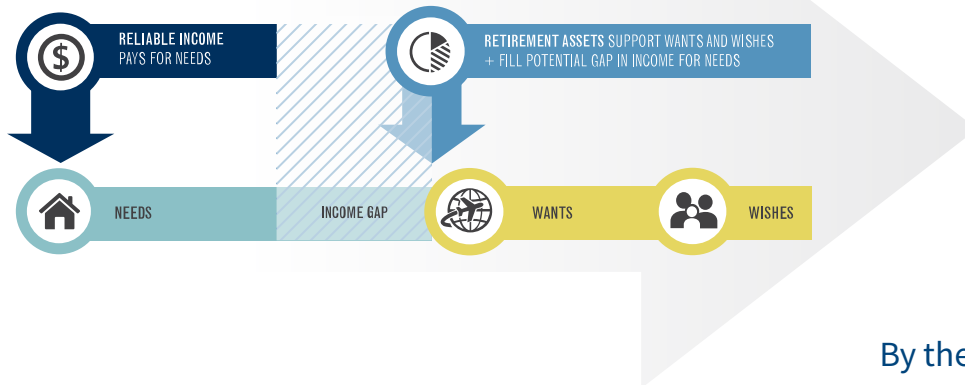 RELIABLE INCOME
PAYS FOR NEEDS
RETIREMENT ASSETS SUPPORT WANTS AND WISHES
+ FILL POTENTIAL GAP IN INCOME FOR NEEDS
$
NEEDS
INCOME GAP
WANTS
WISHES
By the